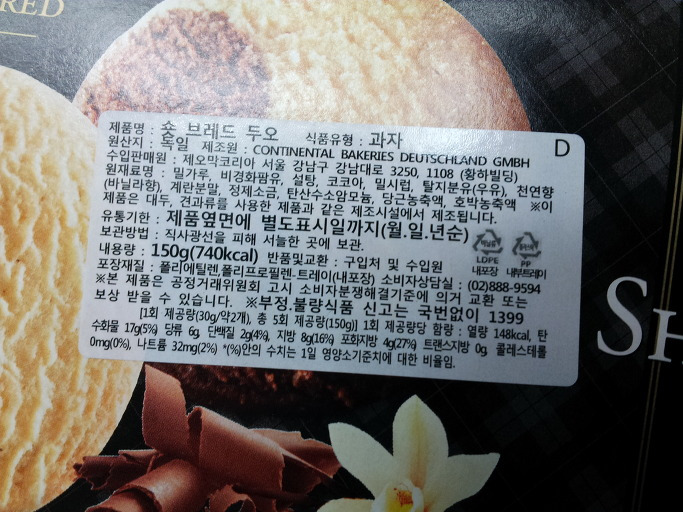 RED
제품명 : 숏 브레드 두오 식품유형 : 과자 D
원산지 : 독일 제조원 : CONTINENTAL BAKERIES DEUTSCHLAND GMBH
수입판매원 : 제오막코리아 서울 강남구 강남대로 3250, 1108 (황하빌딩)
원재료명 : 밀가루, 비경화팜유, 설탕, 코코아, 밀시럽, 탈지분유(우유), 천연향
(바닐라향), 계란분말, 정제소금, 탄산수소암모늄, 당근농축액, 호박농축액 ※이
제품은 대두, 견과류를 사용한 제품과 같은 제조시설에서 제조됩니다.
유통기한 : 제품옆면에 별도표시일까지(월.일.년순)
보관방법 : 직사광선을 피해 서늘한 곳에 보관.
내용량 : 150g(740kcal) 반품및교환 : 구입처 및 수입원
LDPE PP
내포장 내부트레이
포장재질 : 폴리에틸렌,폴리프로필렌-트레이(내포장) 소비자상담실 : (02)888-9594
※본 제품은 공정거래위원회 고시 소비자분쟁해결기준에 의거 교환 또는
보상 받을 수 있습니다. ※부정.불량식품 신고는 국번없이 1399
[1회 제공량(30g/약2개), 총 5회 제공량(150g)] 1회 제공량당 함량 : 열량 148kcal, 탄
수화물 17g(5%) 당류 6g, 단백질 2g(4%), 지방 8g(16%) 포화지방 4g(27%) 트랜스지방 0g, 콜레스테롤
0mg(0%), 나트륨 32mg(2%) *(%)안의 수치는 1일 영양소기준치에 대한 비율임.
SH